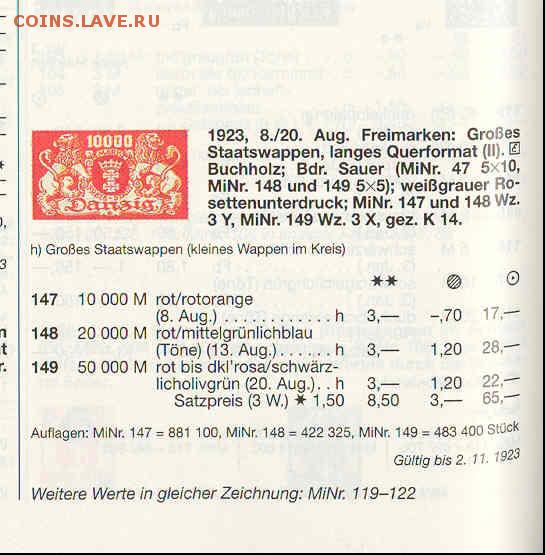 COINS.LAVE.RU
10000
MARK
Danzig
1923, 8./20. Aug. Freimarken: Großes
Staatswappen, langes Querformat (II).
Buchholz; Bdr. Sauer (MiNr. 47 5×10,
MiNr. 148 und 149 5×5); weißgrauer Ro-
settenunterdruck; MiNr. 147 und 148 Wz.
3 Y, MiNr. 149 Wz. 3 X, gez. K 14.
h) Großes Staatswappen (kleines Wappen im Kreis)
★★
147 10 000 M rot/rotorange
(8. Aug.) . . . . . . . . . . . . h 3,— –,70 17,—
148 20 000 M rot/mittelgrünlichblau
(Töne) (13. Aug.) . . . . . . h 3,— 1,20 28,—
149 50 000 M rot bis dkl'rosa/schwärz-
licholivgrün (20. Aug.) . . h 3,— 1,20 22,—
Satzpreis (3 W.) ★ 1,50 8,50 3,— 65,—
Auflagen: MiNr. 147 = 881 100, MiNr. 148 = 422 325, MiNr. 149 = 483 400 Stück
Gültig bis 2. 11. 1923
Weitere Werte in gleicher Zeichnung: MiNr. 119–122